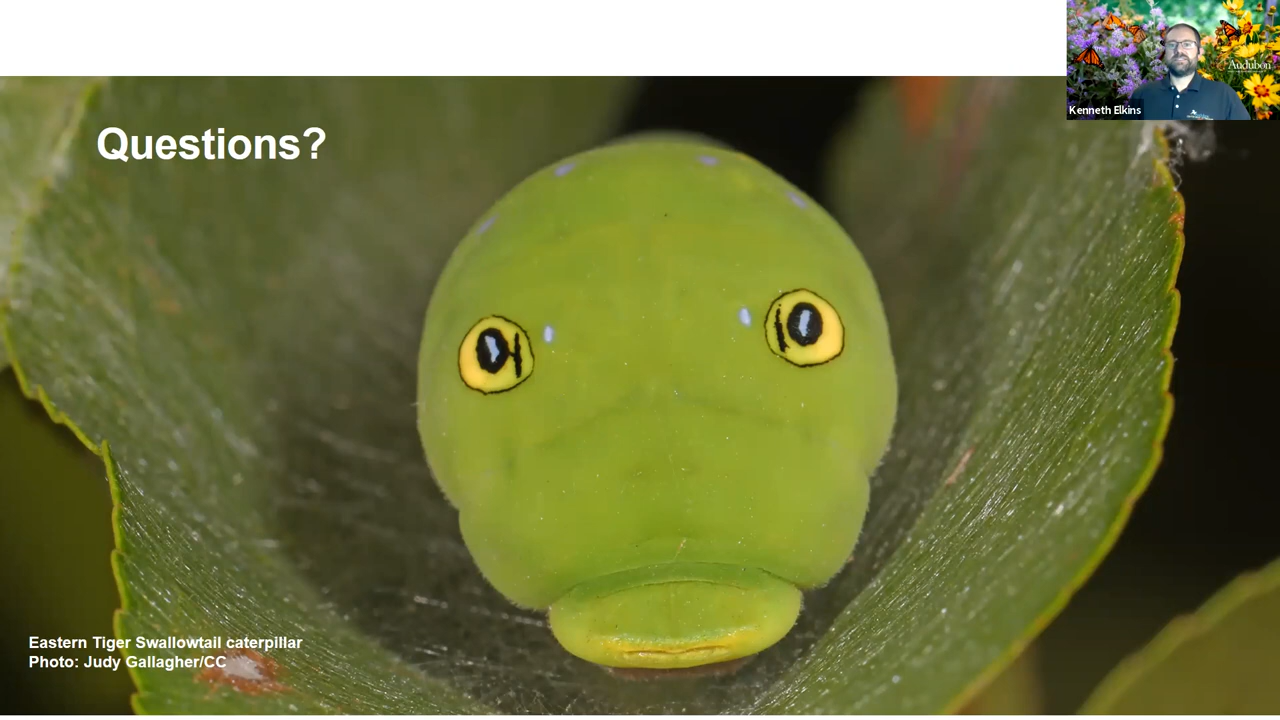 Audubon
Kenneth Elkins
Questions?
Eastern Tiger Swallowtail caterpillar
Photo: Judy Gallagher/CC